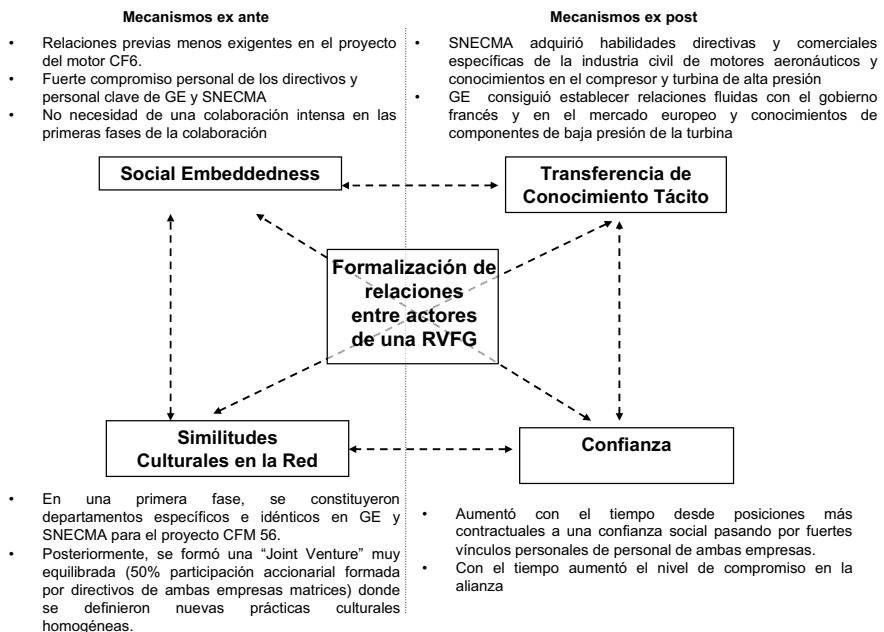 Mecanismos ex ante
• Relaciones previas menos exigentes en el proyecto
del motor CF6.
• Fuerte compromiso personal de los directivos y
personal clave de GE y SNECMA
• No necesidad de una colaboración intensa en las
primeras fases de la colaboración
Mecanismos ex post
• SNECMA adquirió habilidades directivas y comerciales
específicas de la industria civil de motores aeronáuticos y
conocimientos en el compresor y turbina de alta presión
• GE consiguió establecer relaciones fluidas con el gobierno
francés y en el mercado europeo y conocimientos de
componentes de baja presión de la turbina
Social Embeddedness
Transferencia de
Conocimiento Tácito
Formalización de
relaciones
entre actores
de una RVFG
Similitudes
Culturales en la Red
Confianza
• En una primera fase, se constituyeron
departamentos específicos e idénticos en GE y
SNECMA para el proyecto CFM 56.
• Posteriormente, se formó una “Joint Venture” muy
equilibrada (50% participación accionarial formada
por directivos de ambas empresas matrices) donde
se definieron nuevas prácticas culturales
homogéneas.
• Aumentó con el tiempo desde posiciones más
contractuales a una confianza social pasando por fuertes
vínculos personales de personal de ambas empresas.
• Con el tiempo aumentó el nivel de compromiso en la
alianza